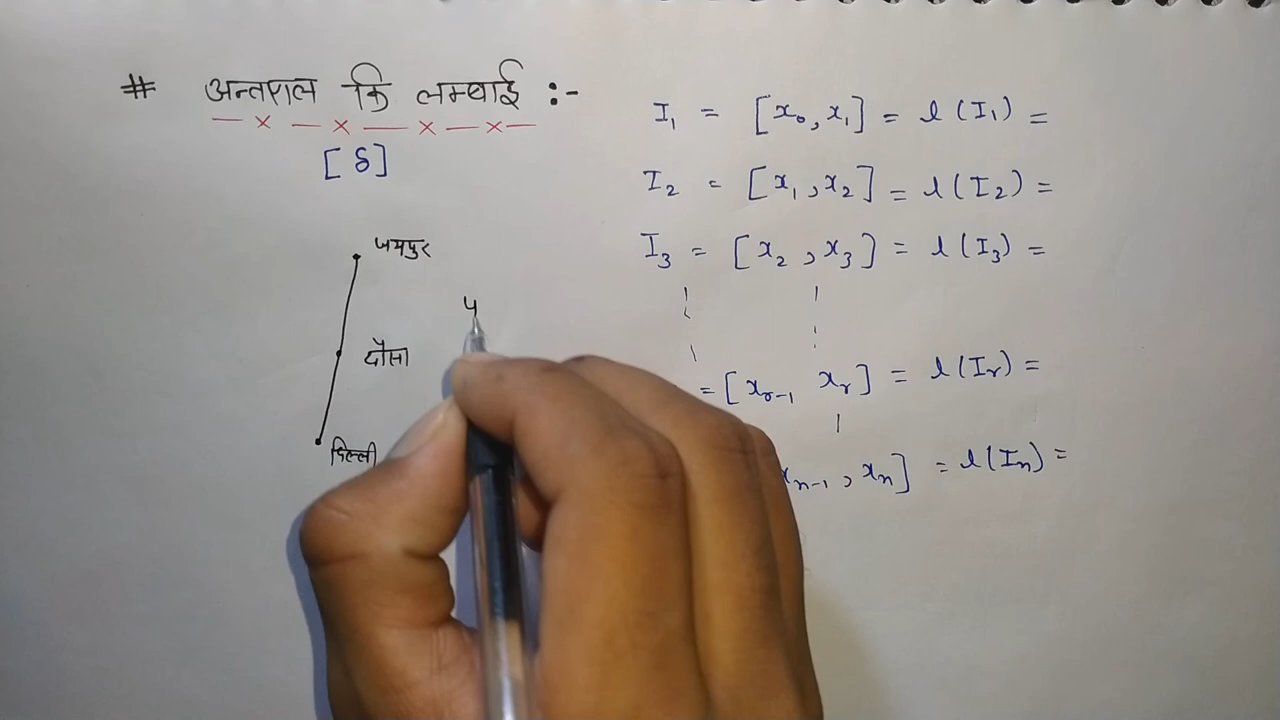 # अन्तराल कि लम्बाई :-
[δ]
जयपुर
दौसा
दिल्ली
4
I₁ = [x₀, x₁] = l(I₁) =
I₂ = [x₁, x₂] = l(I₂) =
I₃ = [x₂, x₃] = l(I₃) =
= [xᵣ₋₁ xᵣ] = l(Iᵣ) =
xₙ₋₁, xₙ] = l(Iₙ) =